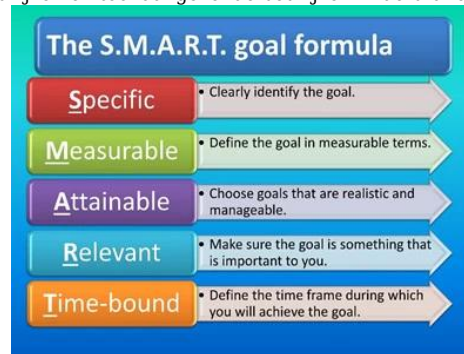 The S.M.A.R.T. goal formula
Specific
• Clearly identify the goal.
Measurable
• Define the goal in measurable terms.
Attainable
• Choose goals that are realistic and
manageable.
Relevant
• Make sure the goal is something that
is important to you.
Time-bound
• Define the time frame during which
you will achieve the goal.